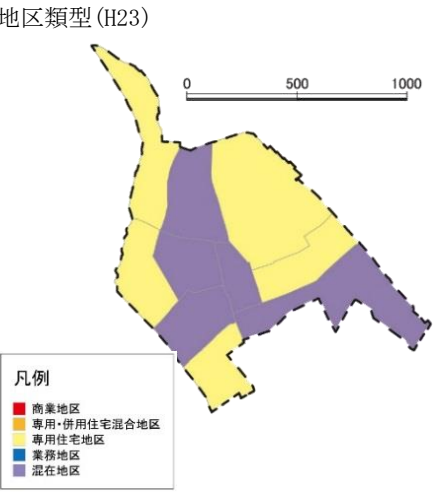 地区類型(H23)
0 500 1000
凡例
商業地区
専用・併用住宅混合地区
専用住宅地区
業務地区
混在地区